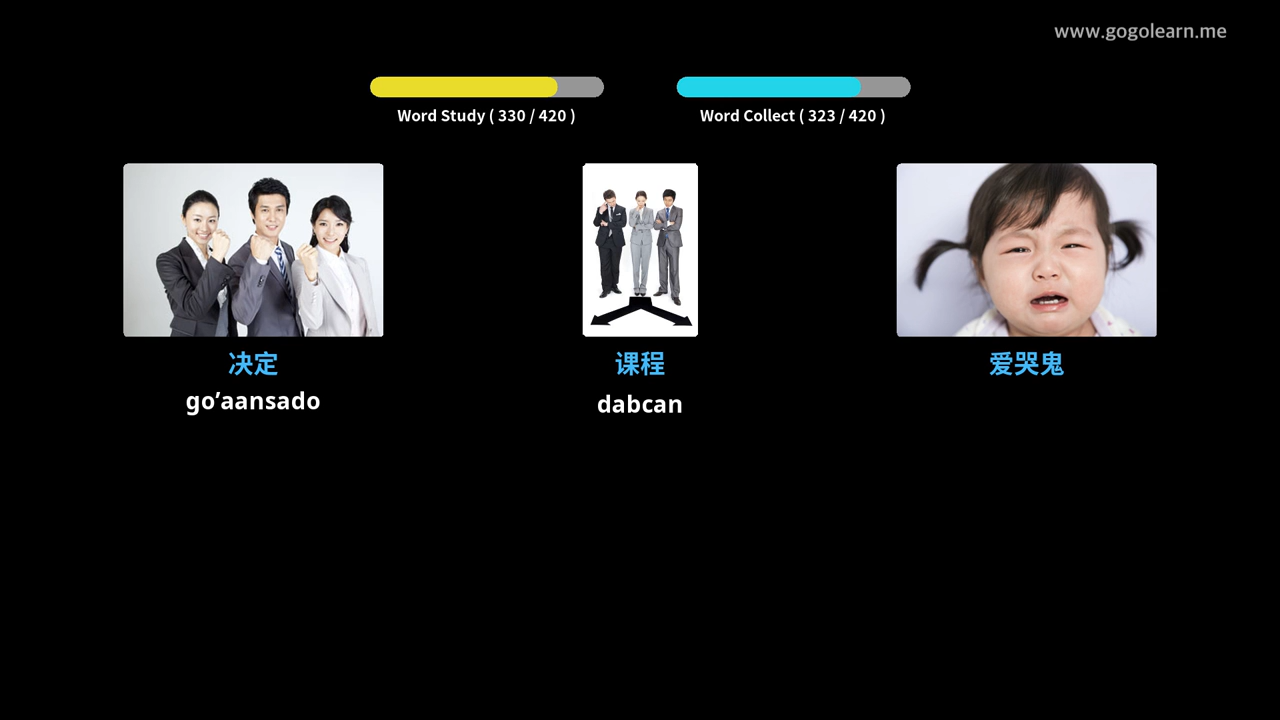 www.gogolearn.me
Word Study ( 330 / 420 )
Word Collect ( 323 / 420 )
决定
课程
爱哭鬼
go’aansado
dabcan